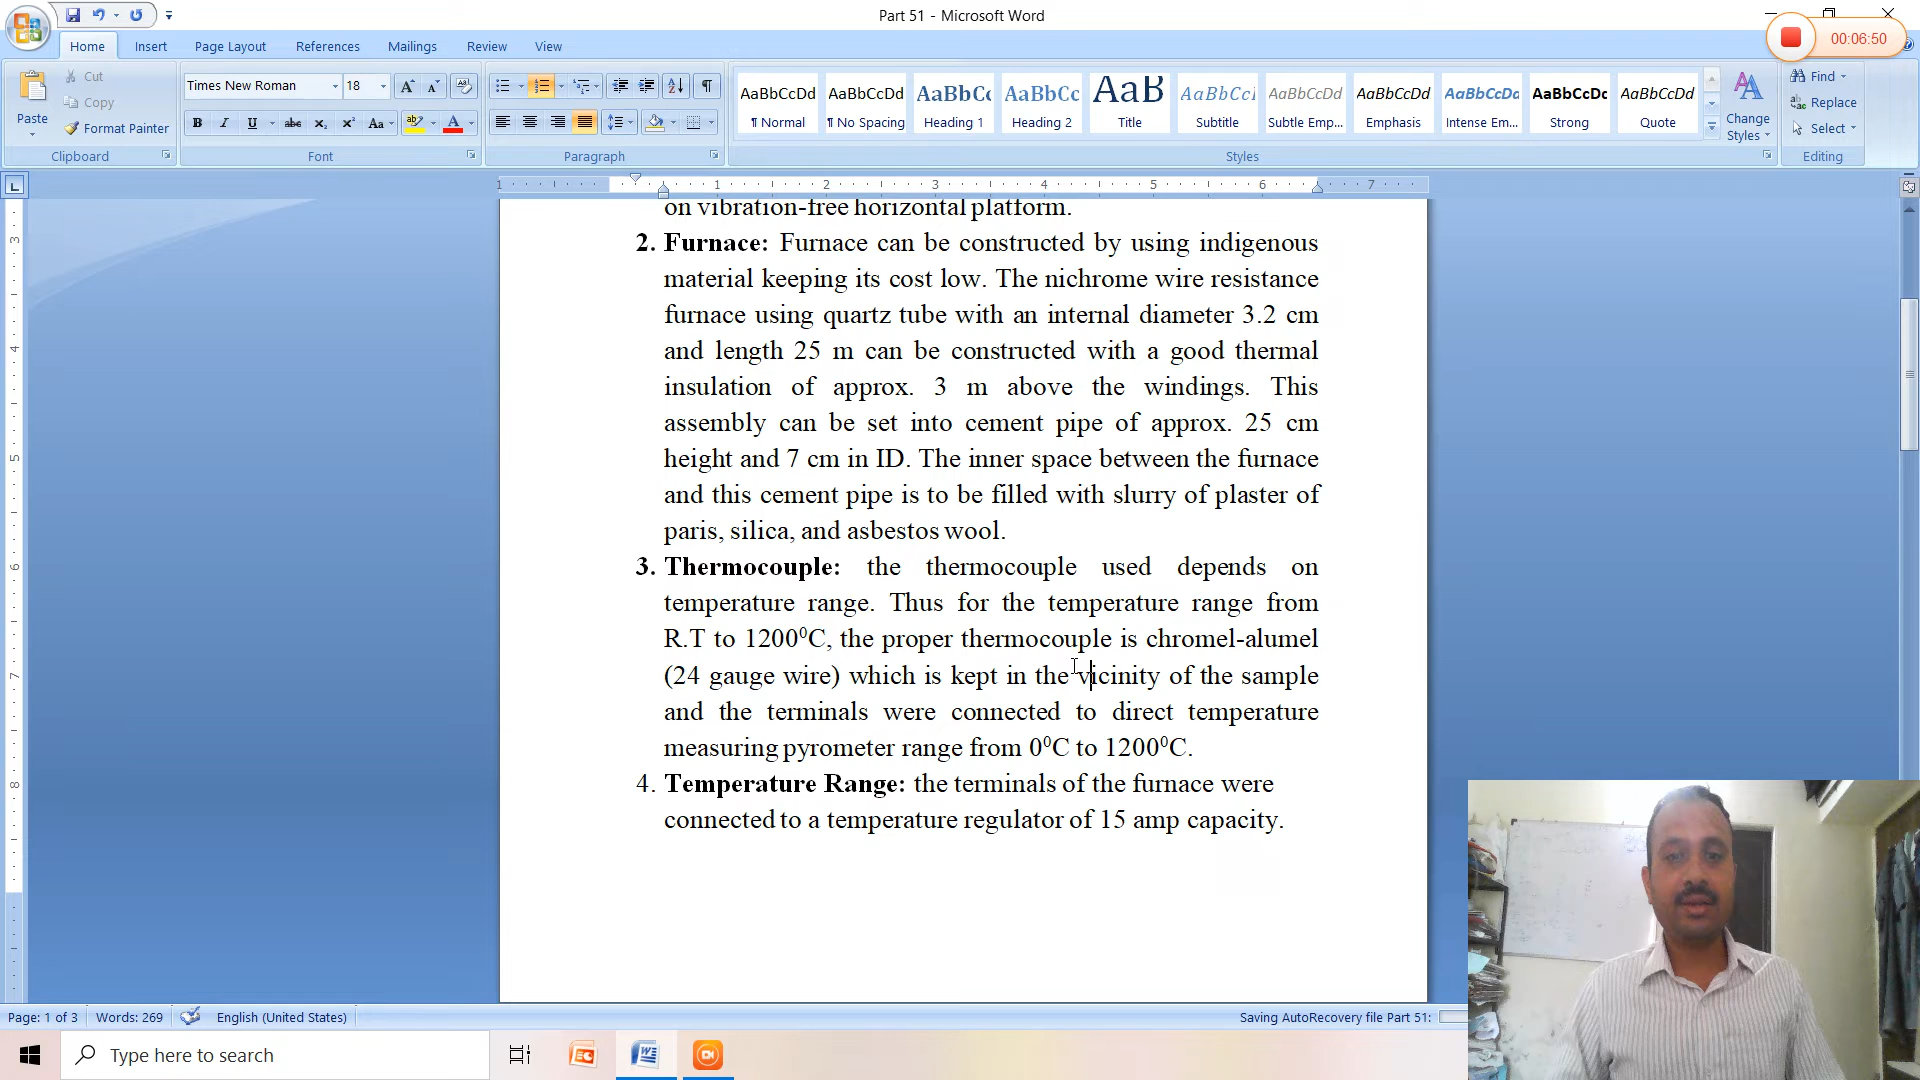 Part 51 - Microsoft Word
00:06:50
Home Insert Page Layout References Mailings Review View
Paste
Cut
Copy
Format Painter
Clipboard
Times New Roman 18
Font
Paragraph
AaBbCcDd AaBbCcDd AaBbCc AaBbCc AaB AaBbCcI AaBbCcDd AaBbCcDd AaBbCcDd AaBbCcDc AaBbCcDd
¶ Normal ¶ No Spacing Heading 1 Heading 2 Title Subtitle Subtle Emp... Emphasis Intense Em... Strong Quote
Change
Styles
Styles
Find
Replace
Select
Editing
on vibration-free horizontal platform.
2. Furnace: Furnace can be constructed by using indigenous
material keeping its cost low. The nichrome wire resistance
furnace using quartz tube with an internal diameter 3.2 cm
and length 25 m can be constructed with a good thermal
insulation of approx. 3 m above the windings. This
assembly can be set into cement pipe of approx. 25 cm
height and 7 cm in ID. The inner space between the furnace
and this cement pipe is to be filled with slurry of plaster of
paris, silica, and asbestos wool.
3. Thermocouple: the thermocouple used depends on
temperature range. Thus for the temperature range from
R.T to 1200⁰C, the proper thermocouple is chromel-alumel
(24 gauge wire) which is kept in the vicinity of the sample
and the terminals were connected to direct temperature
measuring pyrometer range from 0⁰C to 1200⁰C.
4. Temperature Range: the terminals of the furnace were
connected to a temperature regulator of 15 amp capacity.
Page: 1 of 3 Words: 269 English (United States) Saving AutoRecovery file Part 51:
Type here to search